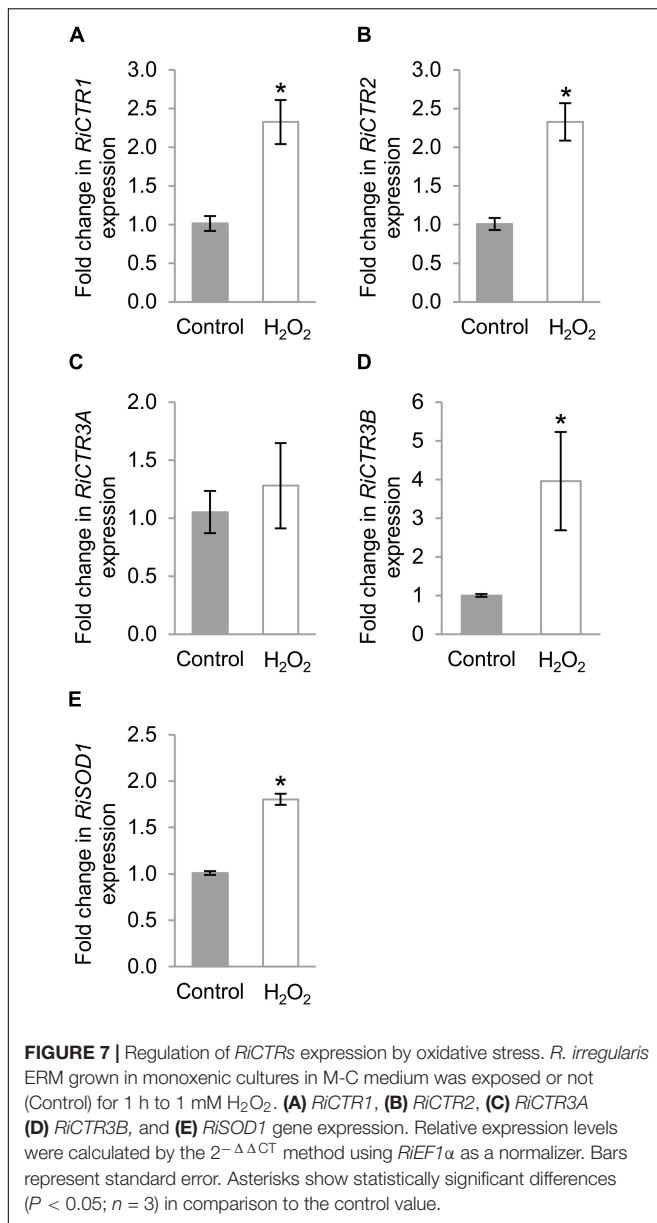 A
Fold change in RiCTR1
expression
3.0
2.5
2.0
1.5
1.0
0.5
0.0
*
Control H₂O₂
B
Fold change in RiCTR2
expression
3.0
2.5
2.0
1.5
1.0
0.5
0.0
*
Control H₂O₂
C
Fold change in RiCTR3A
expression
2.0
1.5
1.0
0.5
0.0
Control H₂O₂
D
Fold change in RiCTR3B
expression
6
5
4
3
2
1
0
*
Control H₂O₂
E
Fold change in RiSOD1
expression
2.5
2.0
1.5
1.0
0.5
0.0
*
Control H₂O₂
FIGURE 7 | Regulation of RiCTRs expression by oxidative stress. R. irregularis
ERM grown in monoxenic cultures in M-C medium was exposed or not
(Control) for 1 h to 1 mM H₂O₂. (A) RiCTR1, (B) RiCTR2, (C) RiCTR3A
(D) RiCTR3B, and (E) RiSOD1 gene expression. Relative expression levels
were calculated by the 2−ΔΔCT method using RiEF1α as a normalizer. Bars
represent standard error. Asterisks show statistically significant differences
(P < 0.05; n = 3) in comparison to the control value.